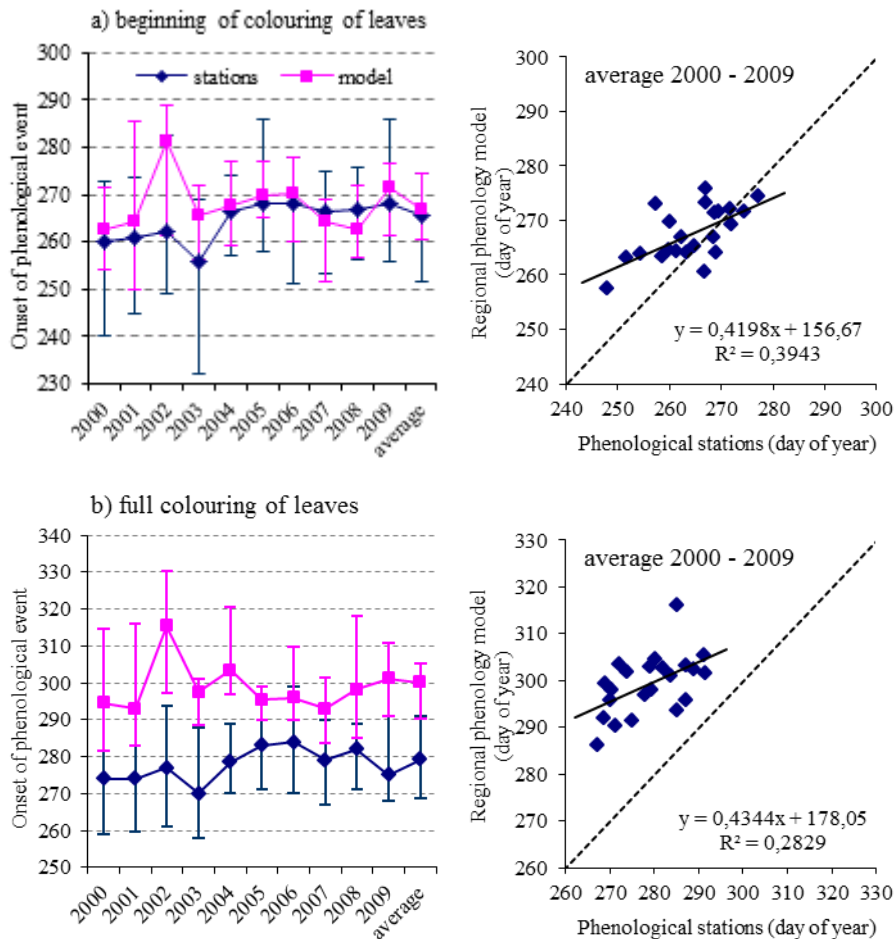 a) beginning of colouring of leaves
Onset of phenological event
300
290
280
270
260
250
240
230
stations
model
2000
2001
2002
2003
2004
2005
2006
2007
2008
2009
average
average 2000 - 2009
Regional phenology model
(day of year)
300
290
280
270
260
250
240
y = 0,4198x + 156,67
R² = 0,3943
240 250 260 270 280 290 300
Phenological stations (day of year)
b) full colouring of leaves
Onset of phenological event
340
330
320
310
300
290
280
270
260
250
2000
2001
2002
2003
2004
2005
2006
2007
2008
2009
average
average 2000 - 2009
Regional phenology model
(day of year)
330
320
310
300
290
280
270
260
y = 0,4344x + 178,05
R² = 0,2829
260 270 280 290 300 310 320 330
Phenological stations (day of year)